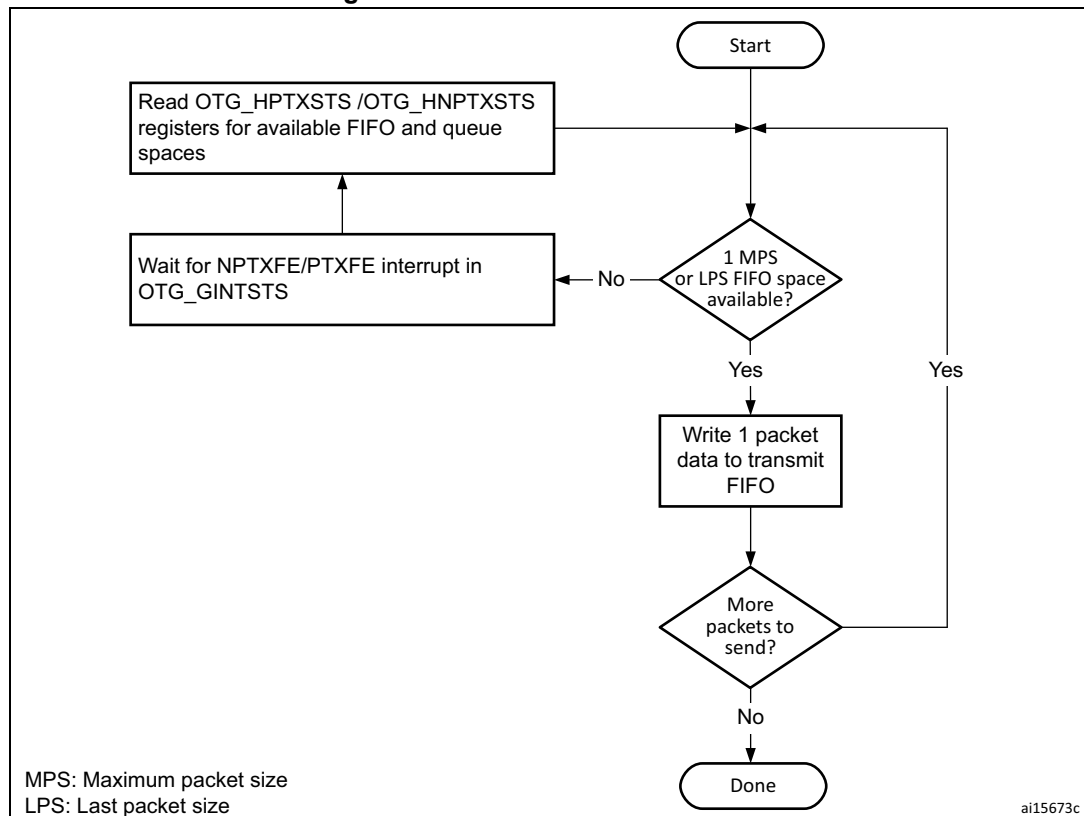 Start
Read OTG_HPTXSTS /OTG_HNPTXSTS
registers for available FIFO and queue
spaces
1 MPS
or LPS FIFO space
available?
No
Wait for NPTXFE/PTXFE interrupt in
OTG_GINTSTS
Yes
Yes
Write 1 packet
data to transmit
FIFO
More
packets to
send?
No
Done
MPS: Maximum packet size
LPS: Last packet size
ai15673c